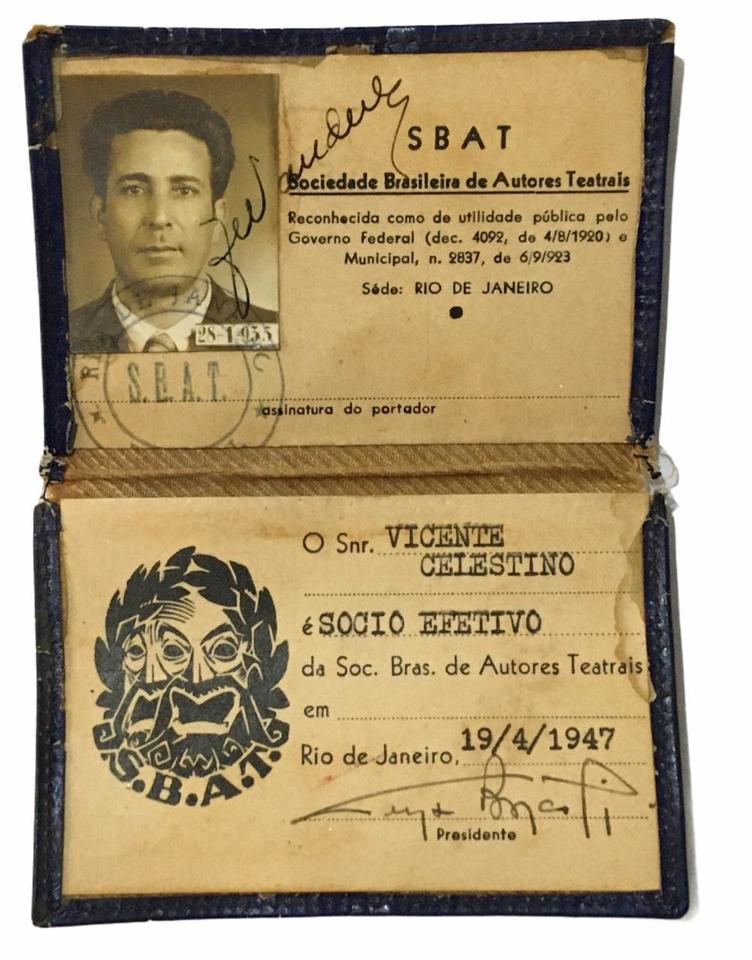 SBAT
Sociedade Brasileira de Autores Teatrais
Reconhecida como de utilidade pública pelo
Governo Federal (dec. 4092, de 4/8/1920) e
Municipal, n. 2837, de 6/9/923
Séde: RIO DE JANEIRO
28-1-935
S.B.A.T.
assinatura do portador
O Snr. VICENTE
CELESTINO
é SOCIO EFETIVO
da Soc. Bras. de Autores Teatrais
em
Rio de Janeiro, 19/4/1947
Presidente
S.B.A.T.